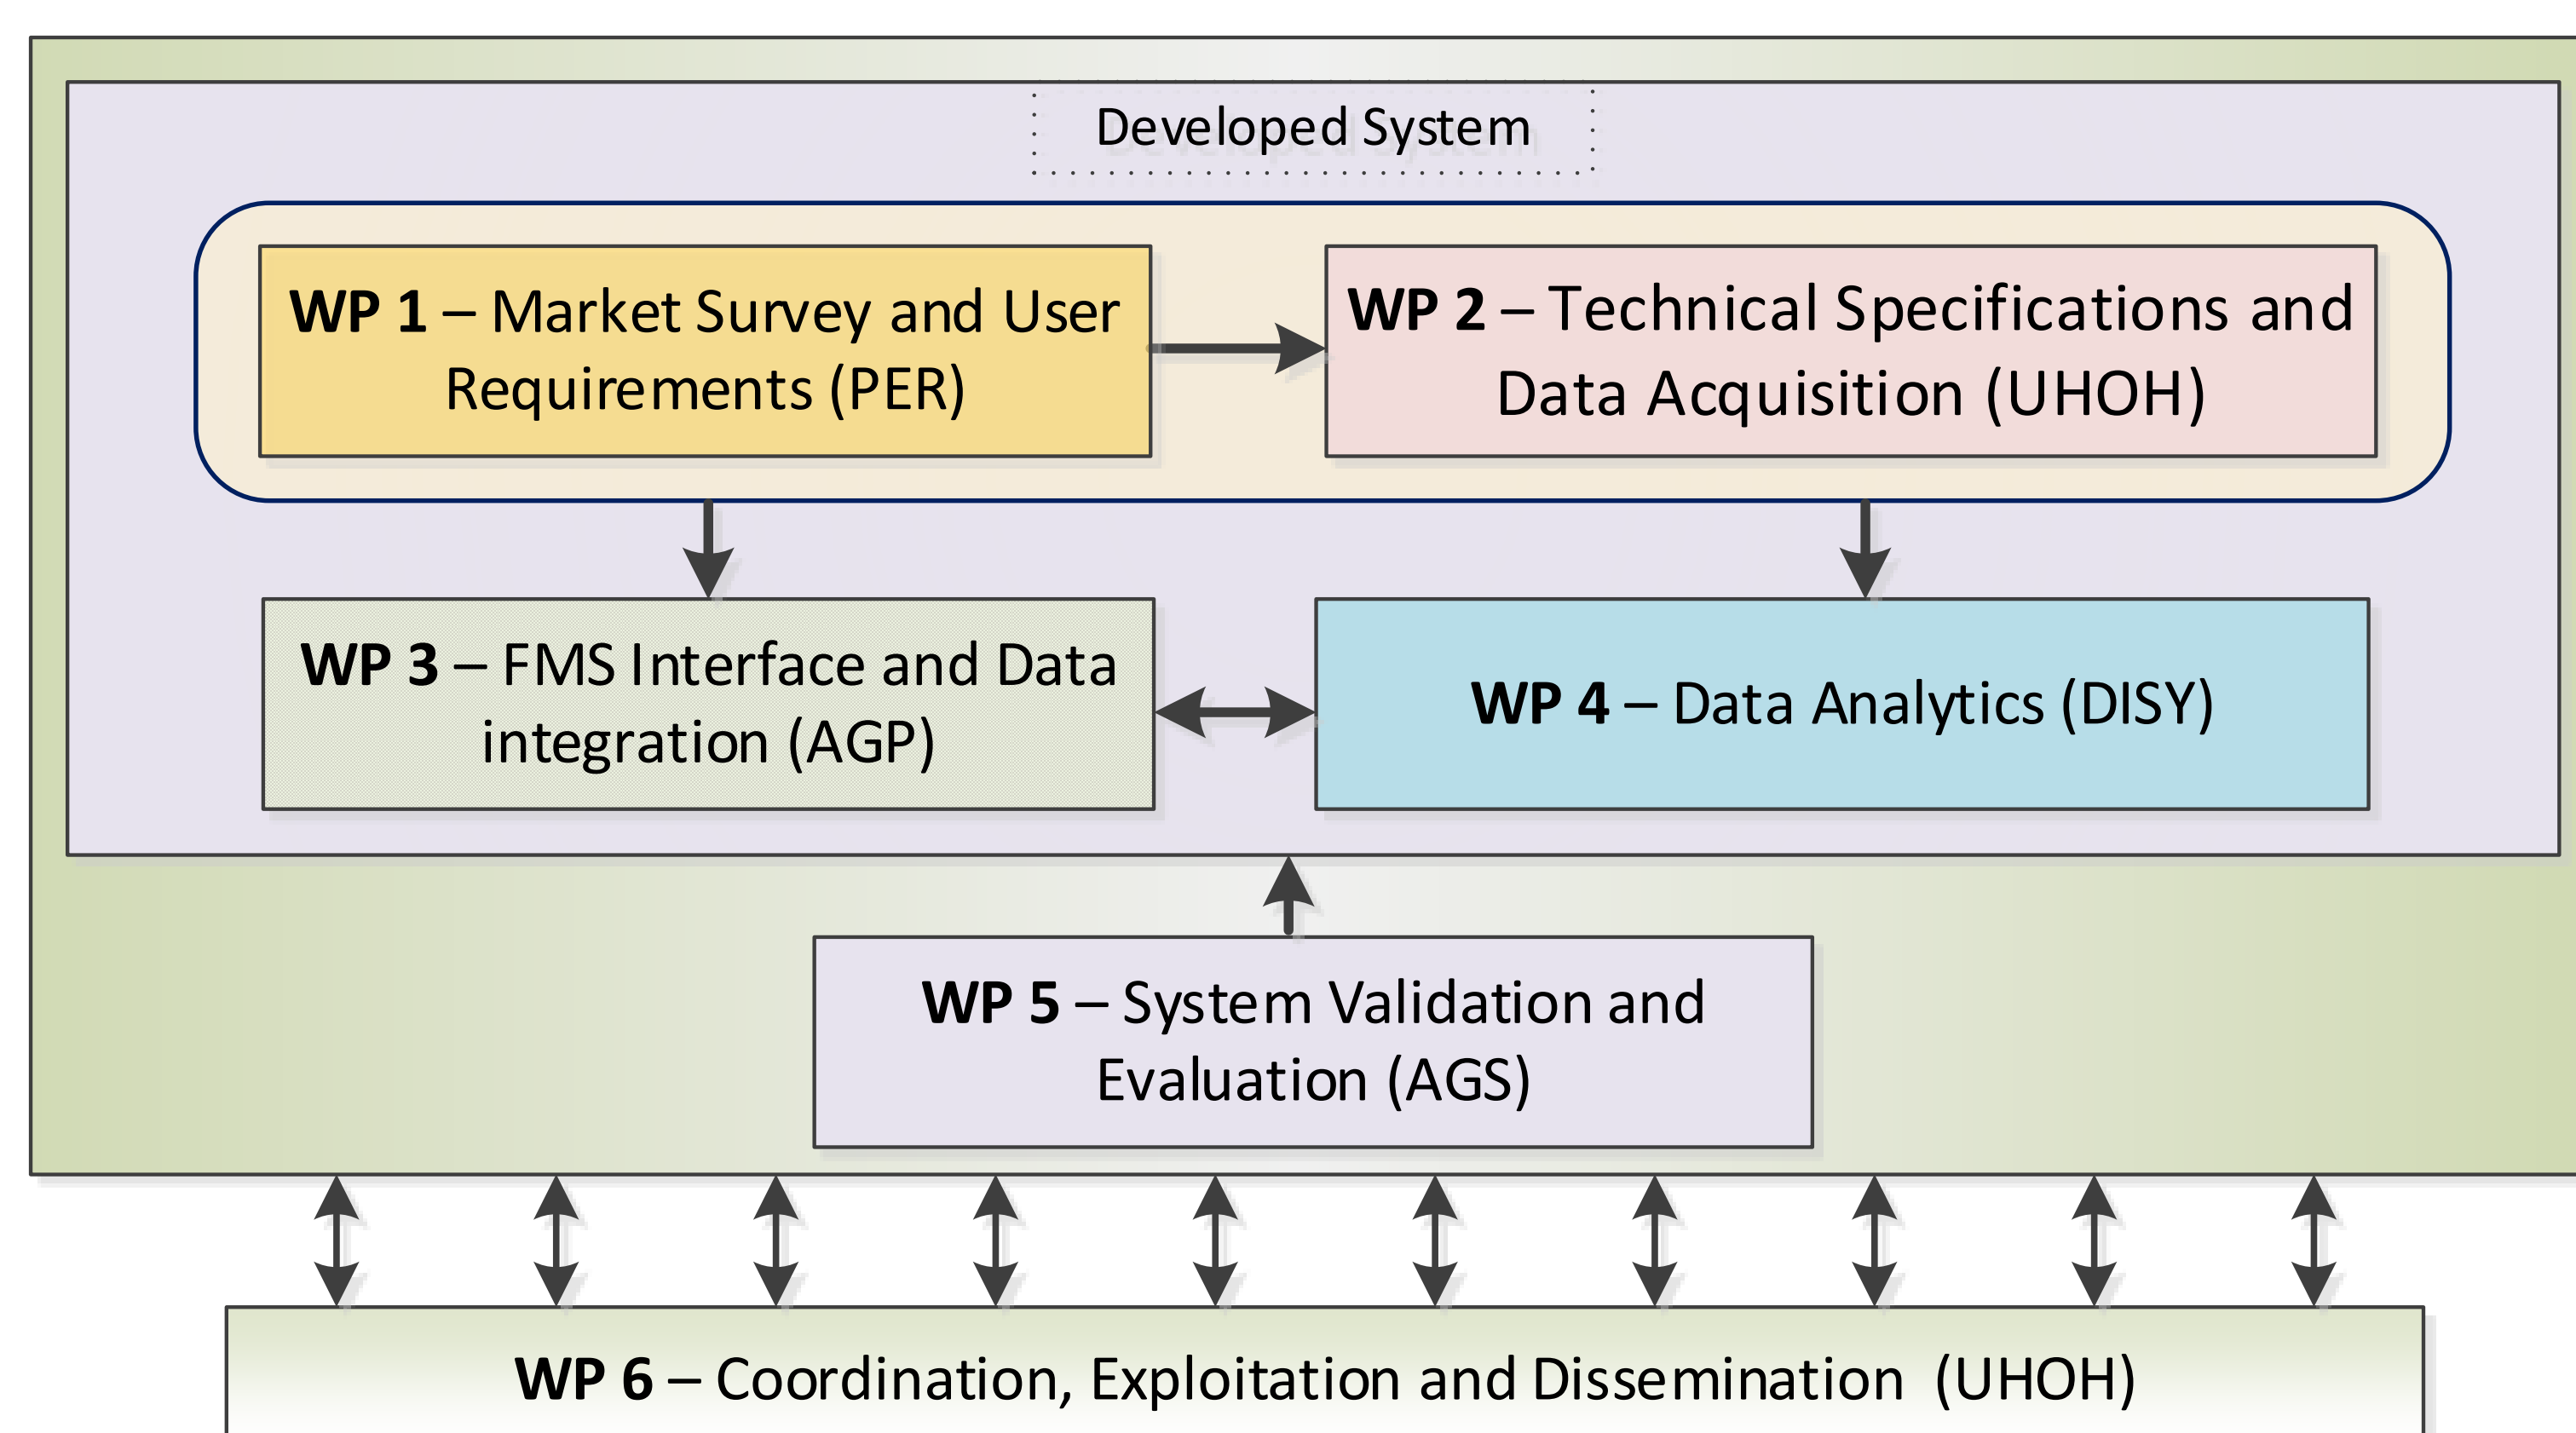 Developed System
WP 1 – Market Survey and User
Requirements (PER)
WP 2 – Technical Specifications and
Data Acquisition (UHOH)
WP 3 – FMS Interface and Data
integration (AGP)
WP 4 – Data Analytics (DISY)
WP 5 – System Validation and
Evaluation (AGS)
WP 6 – Coordination, Exploitation and Dissemination (UHOH)